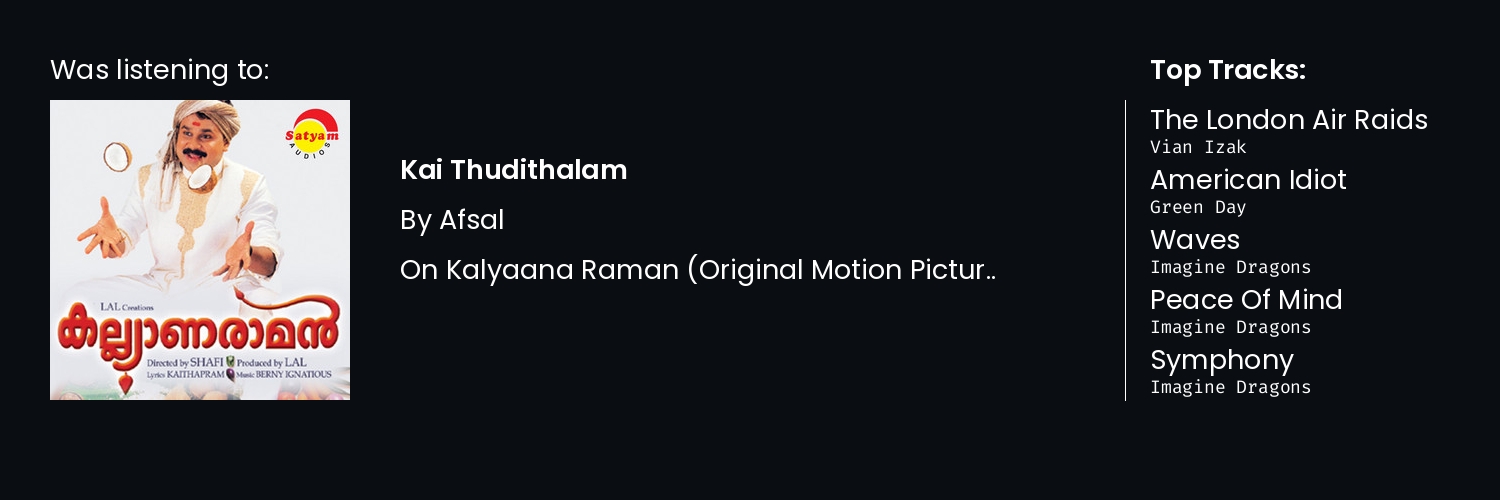 Was listening to:
Satyam
AUDIOS
LAL Creations
കല്ല്യാണരാമൻ
Directed by SHAFI Produced by LAL
Lyrics KAITHAPRAM Music BERNY IGNATIOUS
Kai Thudithalam
By Afsal
On Kalyaana Raman (Original Motion Pictur..
Top Tracks:
The London Air Raids
Vian Izak
American Idiot
Green Day
Waves
Imagine Dragons
Peace Of Mind
Imagine Dragons
Symphony
Imagine Dragons